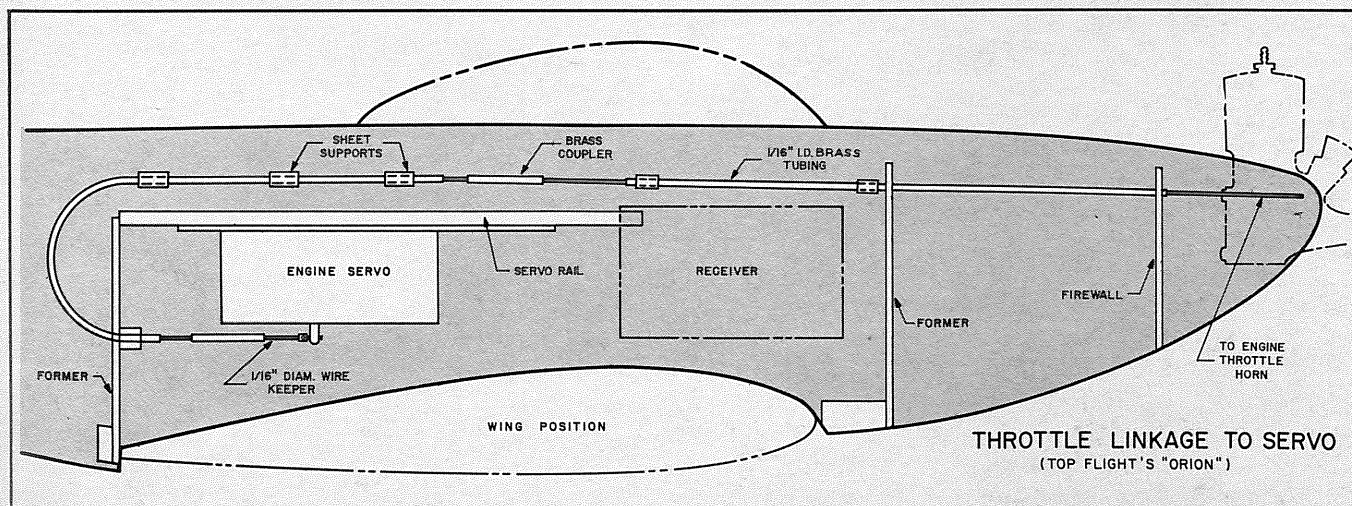 SHEET
SUPPORTS
BRASS
COUPLER
1/16" I.D. BRASS
TUBING
ENGINE SERVO
SERVO RAIL
RECEIVER
FIREWALL
FORMER
TO ENGINE
THROTTLE
HORN
FORMER
1/16" DIAM. WIRE
KEEPER
WING POSITION
THROTTLE LINKAGE TO SERVO
(TOP FLIGHT'S "ORION")